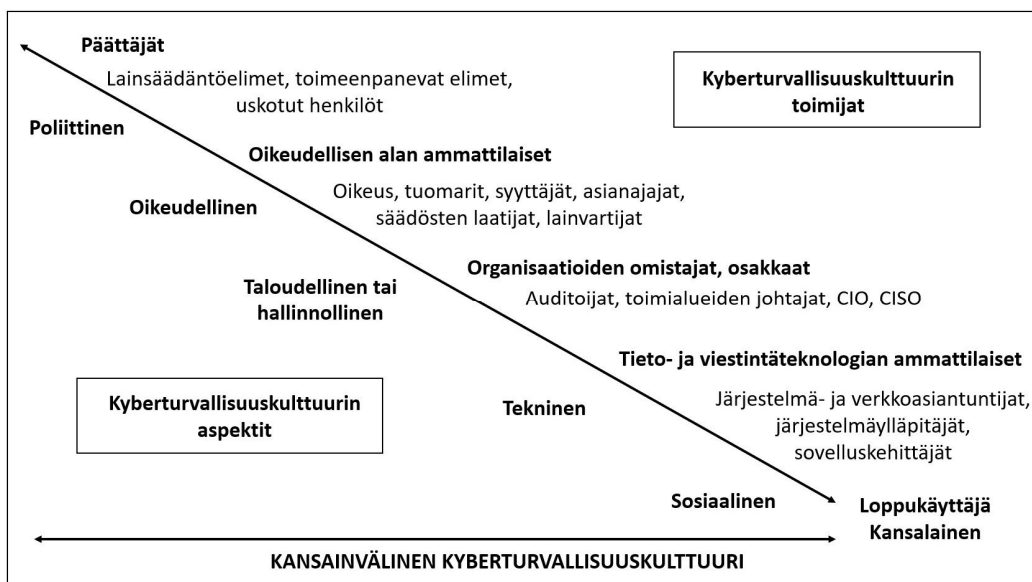 Päättäjät
Lainsäädäntöelimet, toimeenpanevat elimet,
uskotut henkilöt
Kyberturvallisuuskulttuurin
toimijat
Poliittinen
Oikeudellisen alan ammattilaiset
Oikeus, tuomarit, syyttäjät, asianajajat,
säädösten laatijat, lainvartijat
Oikeudellinen
Organisaatioiden omistajat, osakkaat
Auditoijat, toimialueiden johtajat, CIO, CISO
Taloudellinen tai
hallinnollinen
Tieto- ja viestintäteknologian ammattilaiset
Järjestelmä- ja verkkoasiantuntijat,
järjestelmäylläpitäjät,
sovelluskehittäjät
Kyberturvallisuuskulttuurin
aspektit
Tekninen
Sosiaalinen
Loppukäyttäjä
Kansalainen
KANSAINVÄLINEN KYBERTURVALLISUUSKULTTUURI